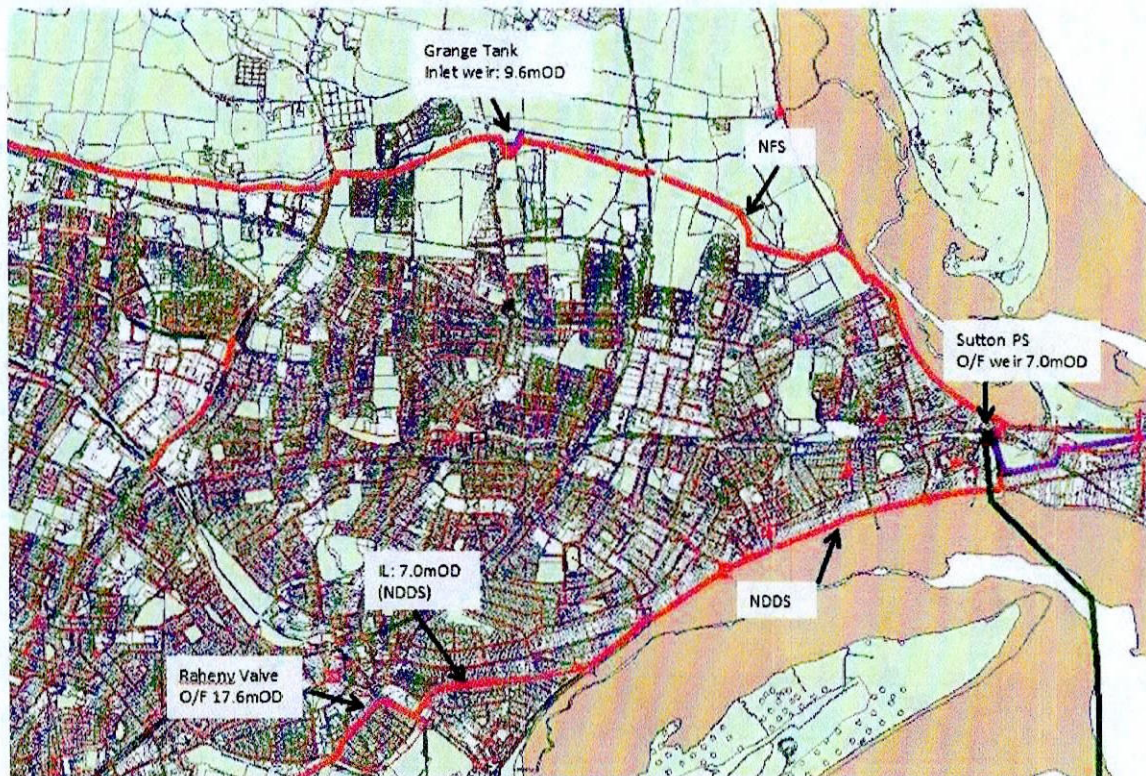 Grange Tank
Inlet weir: 9.6mOD
NFS
Sutton PS
O/F weir 7.0mOD
IL: 7.0mOD
(NDDS)
NDDS
Raheny Valve
O/F 17.6mOD